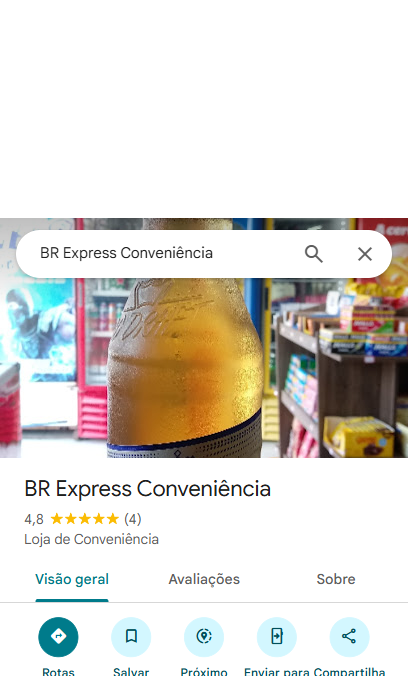 BR Express Conveniência
BR Express Conveniência
4,8 ★★★★★ (4)
Loja de Conveniência
Visão geral
Avaliações
Sobre
Rotas
Salvar
Próximo
Enviar para
Compartilha